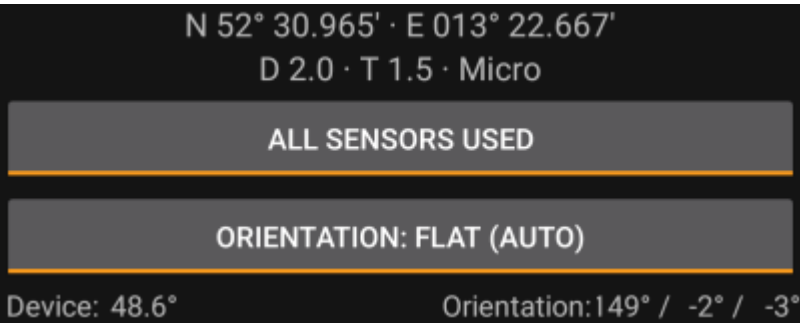 N 52° 30.965' · E 013° 22.667'
D 2.0 · T 1.5 · Micro
ALL SENSORS USED
ORIENTATION: FLAT (AUTO)
Device: 48.6° Orientation:149° / -2° / -3°